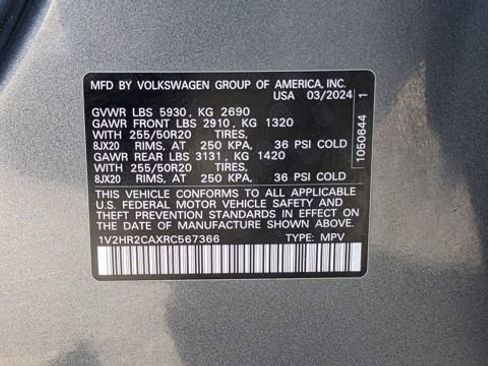 MFD BY VOLKSWAGEN GROUP OF AMERICA, INC.
USA 03/2024
GVWR LBS 5930, KG 2690
GAWR FRONT LBS 2910, KG 1320
WITH 255/50R20 TIRES,
8JX20 RIMS, AT 250 KPA, 36 PSI COLD
GAWR REAR LBS 3131, KG 1420
WITH 255/50R20 TIRES,
8JX20 RIMS, AT 250 KPA, 36 PSI COLD
THIS VEHICLE CONFORMS TO ALL APPLICABLE
U.S. FEDERAL MOTOR VEHICLE SAFETY AND
THEFT PREVENTION STANDARDS IN EFFECT ON
THE DATE OF MANUFACTURE SHOWN ABOVE.
1V2HR2CAXRC567366 TYPE: MPV
1050644 1